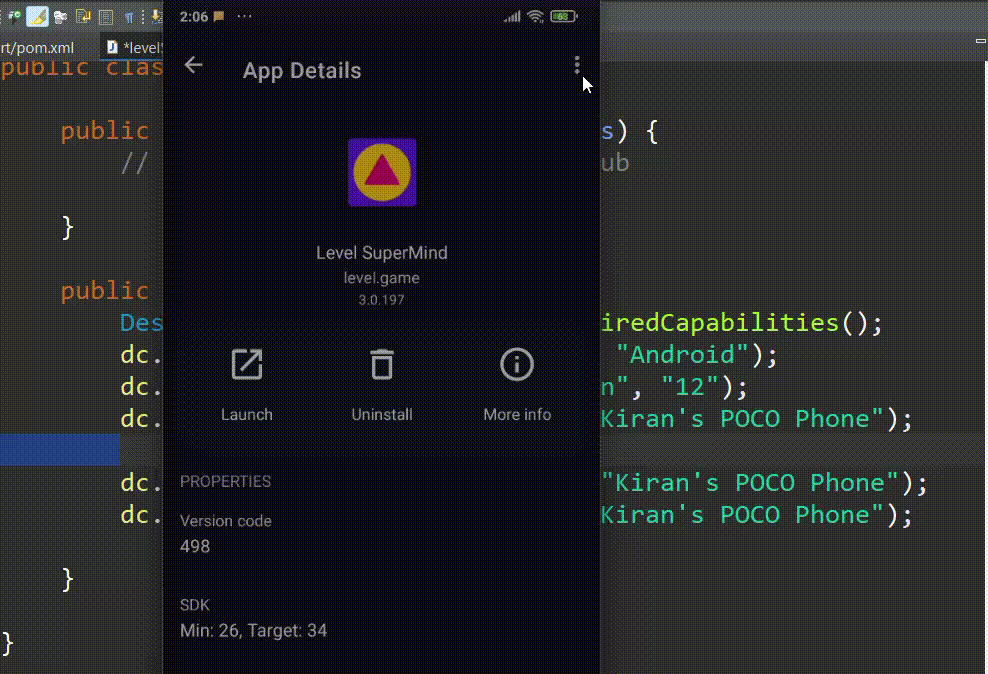 2:06
68
App Details
rt/pom.xml
*level
public clas
public
s) {
//
ub
}
Level SuperMind
level.game
3.0.197
public
Des
iredCapabilities();
dc.
"Android");
dc.
n", "12");
dc.
Kiran's POCO Phone");
Launch
Uninstall
More info
dc.
"Kiran's POCO Phone");
dc.
Kiran's POCO Phone");
PROPERTIES
Version code
498
}
SDK
Min: 26, Target: 34
}